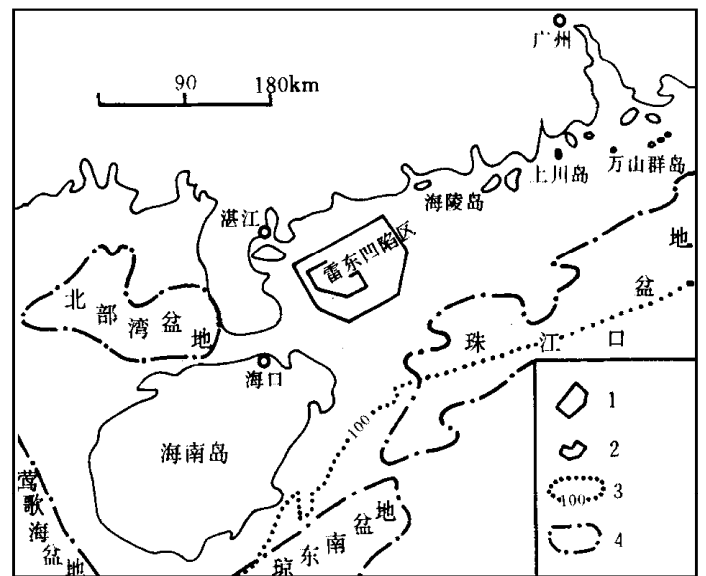 广州
90 180km
万山群岛
上川岛
海陵岛
湛江
雷东凹陷区
北部湾盆地
珠江口盆地
海口
海南岛
100
莺歌海盆地
琼东南盆地
1
2
100 3
4